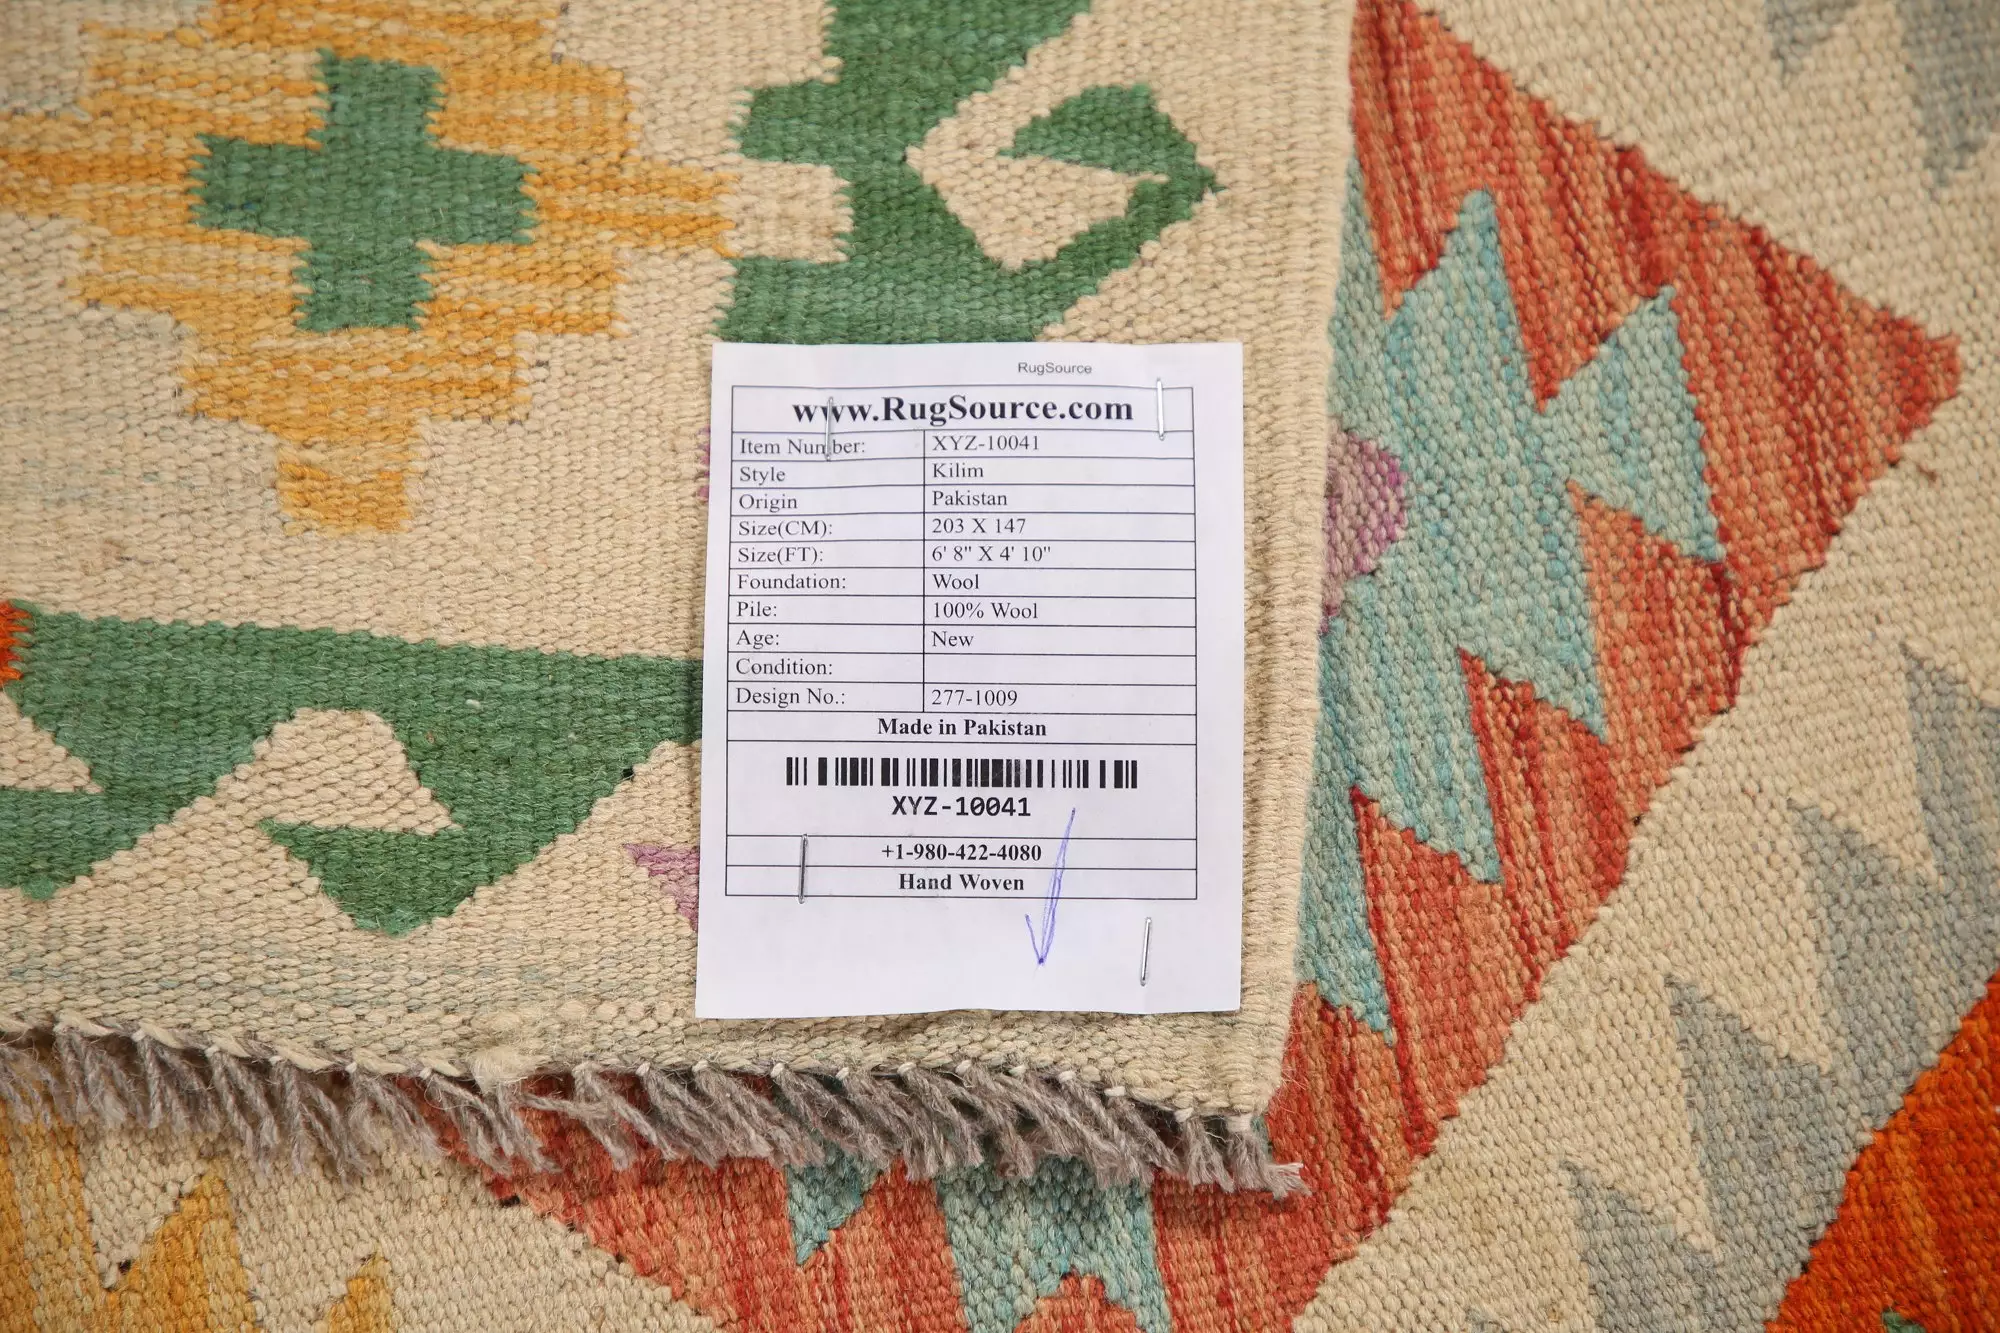 RugSource
www.RugSource.com
Item Number: XYZ-10041
Style Kilim
Origin Pakistan
Size(CM): 203 X 147
Size(FT): 6' 8" X 4' 10"
Foundation: Wool
Pile: 100% Wool
Age: New
Condition:
Design No.: 277-1009
Made in Pakistan
XYZ-10041
+1-980-422-4080
Hand Woven